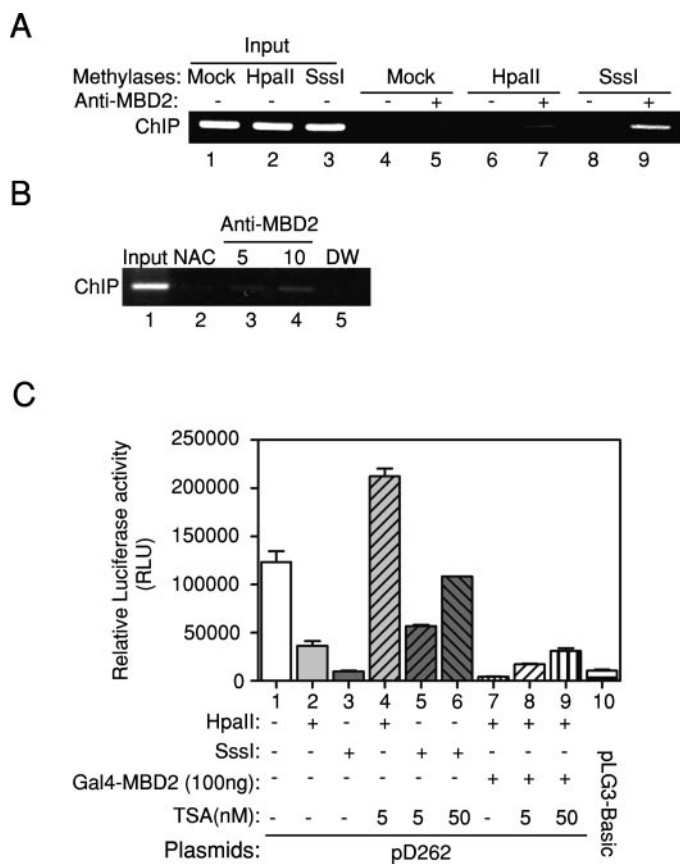 A
Input
Methylases: Mock HpaII SssI Mock HpaII SssI
Anti-MBD2: - - - - + - + - +
ChIP
1 2 3 4 5 6 7 8 9
B
Anti-MBD2
Input NAC 5 10 DW
ChIP
1 2 3 4 5
C
Relative Luciferase activity
(RLU)
250000
200000
150000
100000
50000
0
1 2 3 4 5 6 7 8 9 10
HpaII: - + - + - - + + +
SssI: - - + - + + - - -
Gal4-MBD2 (100ng) - - - - - - + + +
TSA(nM) - - - 5 5 50 - 5 50
Plasmids: pD262
pLG3-Basic